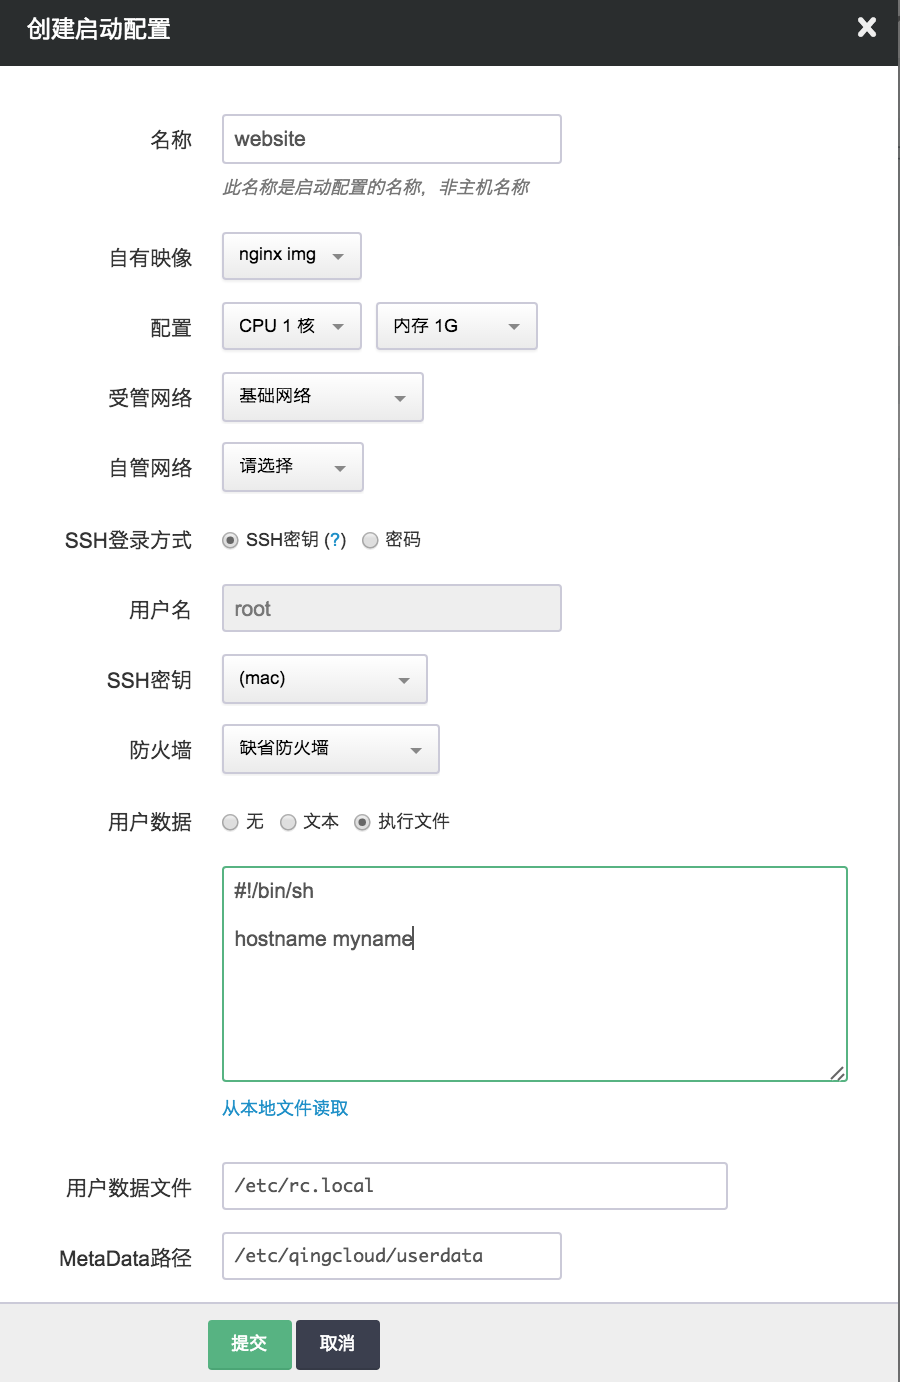 创建启动配置
名称 website
此名称是启动配置的名称，非主机名称
自有映像 nginx img
配置 CPU 1 核 内存 1G
受管网络 基础网络
自管网络 请选择
SSH登录方式 SSH密钥 (?) 密码
用户名 root
SSH密钥 (mac)
防火墙 缺省防火墙
用户数据 无 文本 执行文件
#!/bin/sh
hostname myname
从本地文件读取
用户数据文件 /etc/rc.local
MetaData路径 /etc/qingcloud/userdata
提交 取消